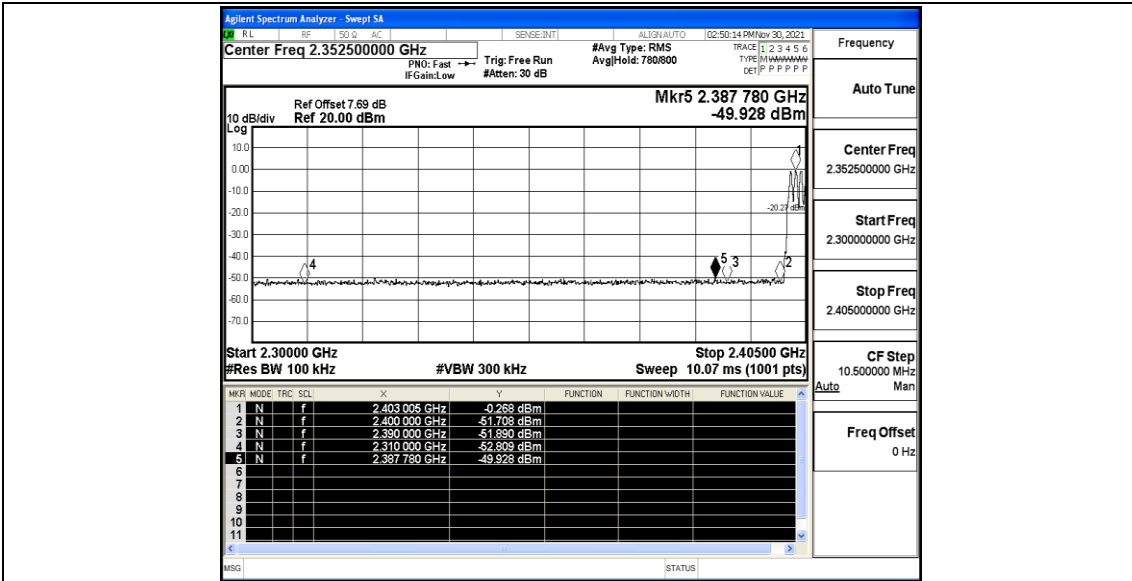 Agilent Spectrum Analyzer - Swept SA
RL RF 50 Ω AC SENSE:INT ALIGN AUTO 02:50:14 PM Nov 30, 2021
Center Freq 2.352500000 GHz
PNO: Fast
IFGain:Low
Trig: Free Run
#Atten: 30 dB
#Avg Type: RMS
Avg|Hold: 780/800
TRACE 1 2 3 4 5 6
TYPE
DET P P P P P P
Frequency
Auto Tune
Center Freq
2.352500000 GHz
Start Freq
2.300000000 GHz
Stop Freq
2.405000000 GHz
CF Step
10.500000 MHz
Auto Man
Freq Offset
0 Hz
Mkr5 2.387 780 GHz
-49.928 dBm
Ref Offset 7.69 dB
10 dB/div Ref 20.00 dBm
Log
10.0
0.00
-10.0
-20.0
-30.0
-40.0
-50.0
-60.0
-70.0
1
-20.27 dBm
4
5 3
2
Start 2.30000 GHz Stop 2.40500 GHz
#Res BW 100 kHz #VBW 300 kHz Sweep 10.07 ms (1001 pts)
MKR MODE TRC SCL X Y FUNCTION FUNCTION WIDTH FUNCTION VALUE
1 N f 2.403 005 GHz -0.268 dBm
2 N f 2.400 000 GHz -51.708 dBm
3 N f 2.390 000 GHz -51.890 dBm
4 N f 2.310 000 GHz -52.809 dBm
5 N f 2.387 780 GHz -49.928 dBm
6
7
8
9
10
11
MSG STATUS